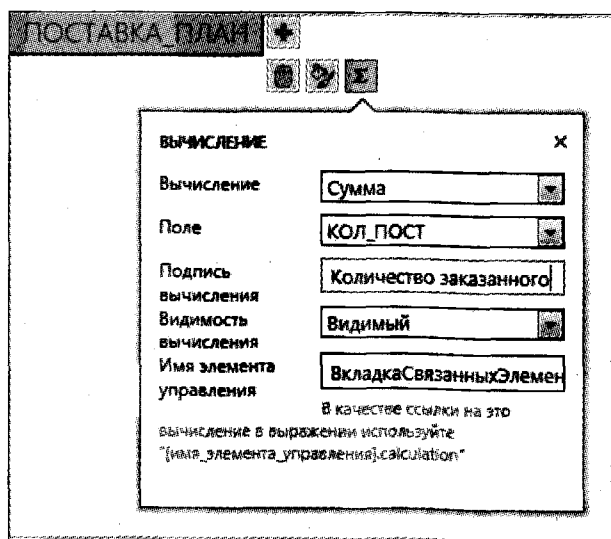 ПОСТАВКА_ПЛАН +
Σ
ВЫЧИСЛЕНИЕ ×
Вычисление Сумма
Поле КОЛ_ПОСТ
Подпись Количество заказанного
вычисления
Видимость Видимый
вычисления
Имя элемента ВкладкаСвязанныхЭлемен
управления
В качестве ссылки на это
вычисление в выражении используйте
"[имя_элемента_управления].calculation"